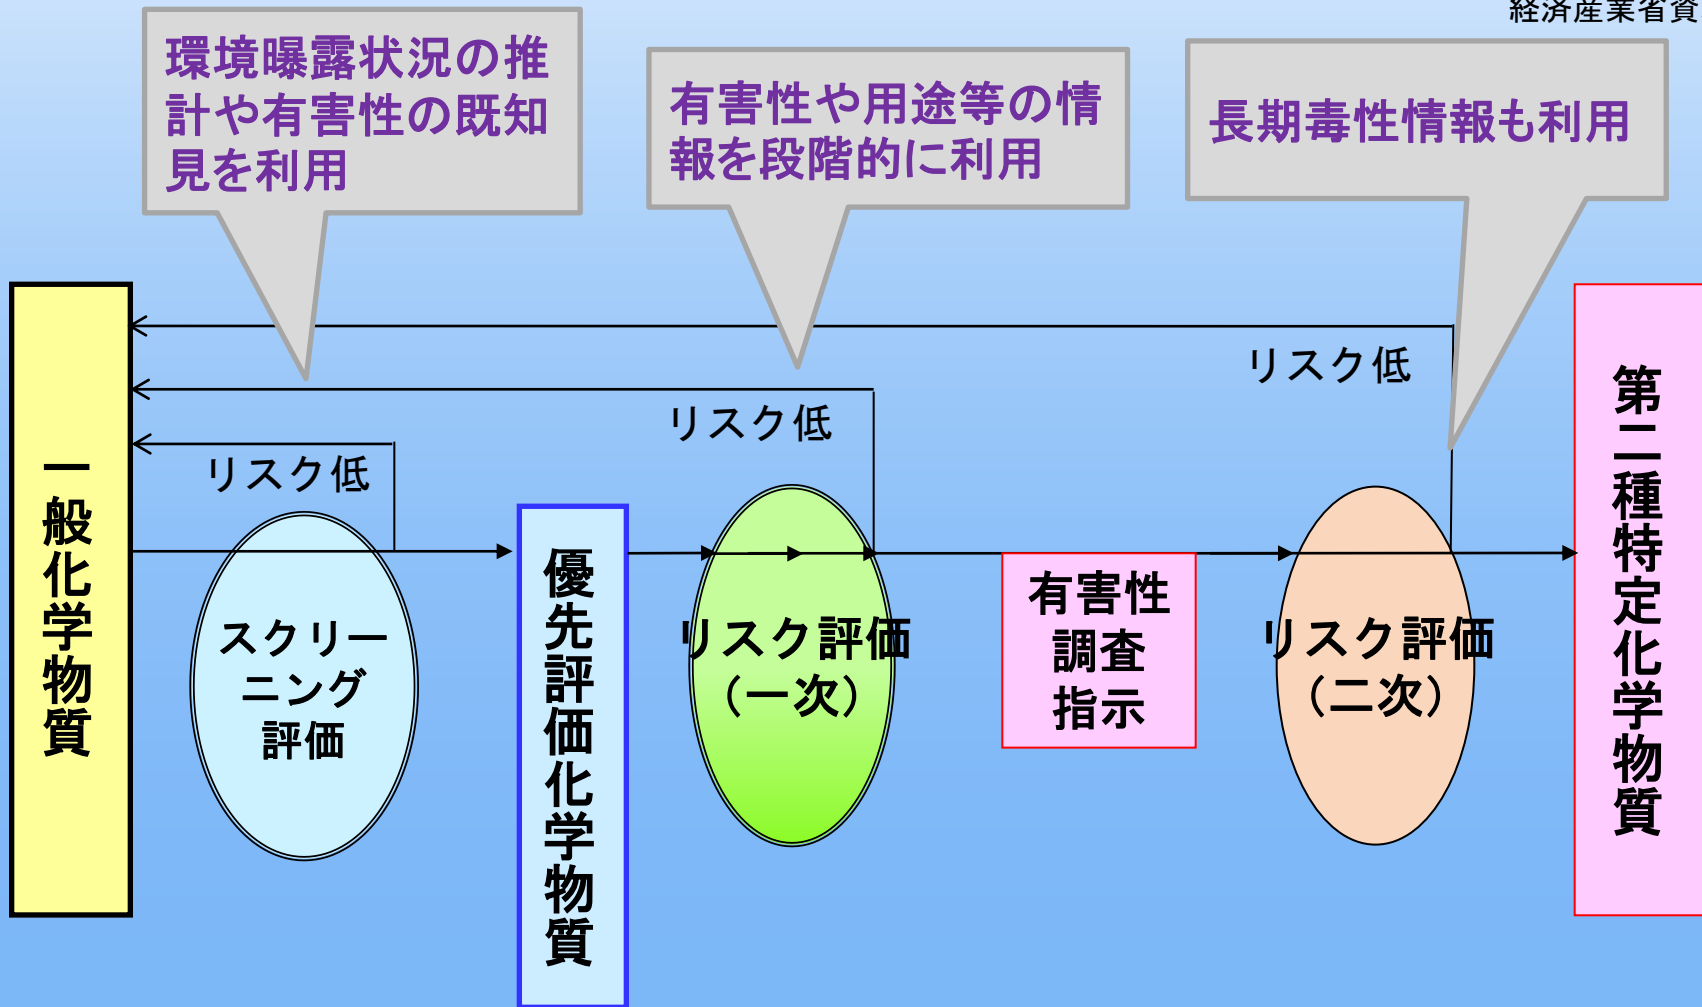 経済産業省資
環境曝露状況の推
計や有害性の既知
見を利用
有害性や用途等の情
報を段階的に利用
長期毒性情報も利用
リスク低
リスク低
リスク低
一般化学物質
スクリー
ニング
評価
優先評価化学物質
リスク評価
（一次）
有害性
調査
指示
リスク評価
（二次）
第二種特定化学物質